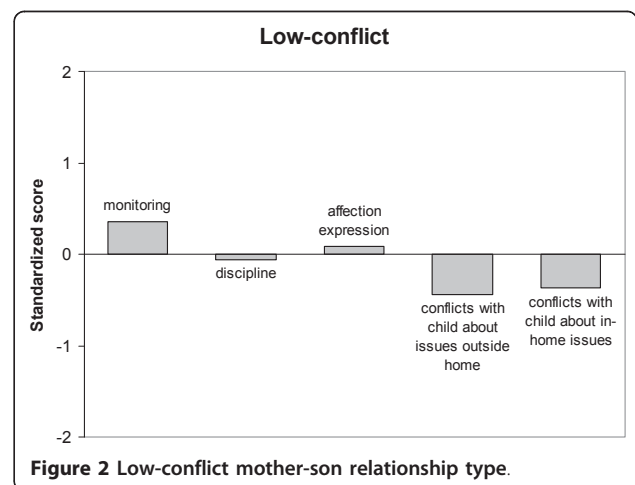 Low-conflict
2
1
0
-1
-2
Standardized score
monitoring
discipline
affection
expression
conflicts with
child about
issues outside
home
conflicts with
child about in-
home issues
Figure 2 Low-conflict mother-son relationship type.